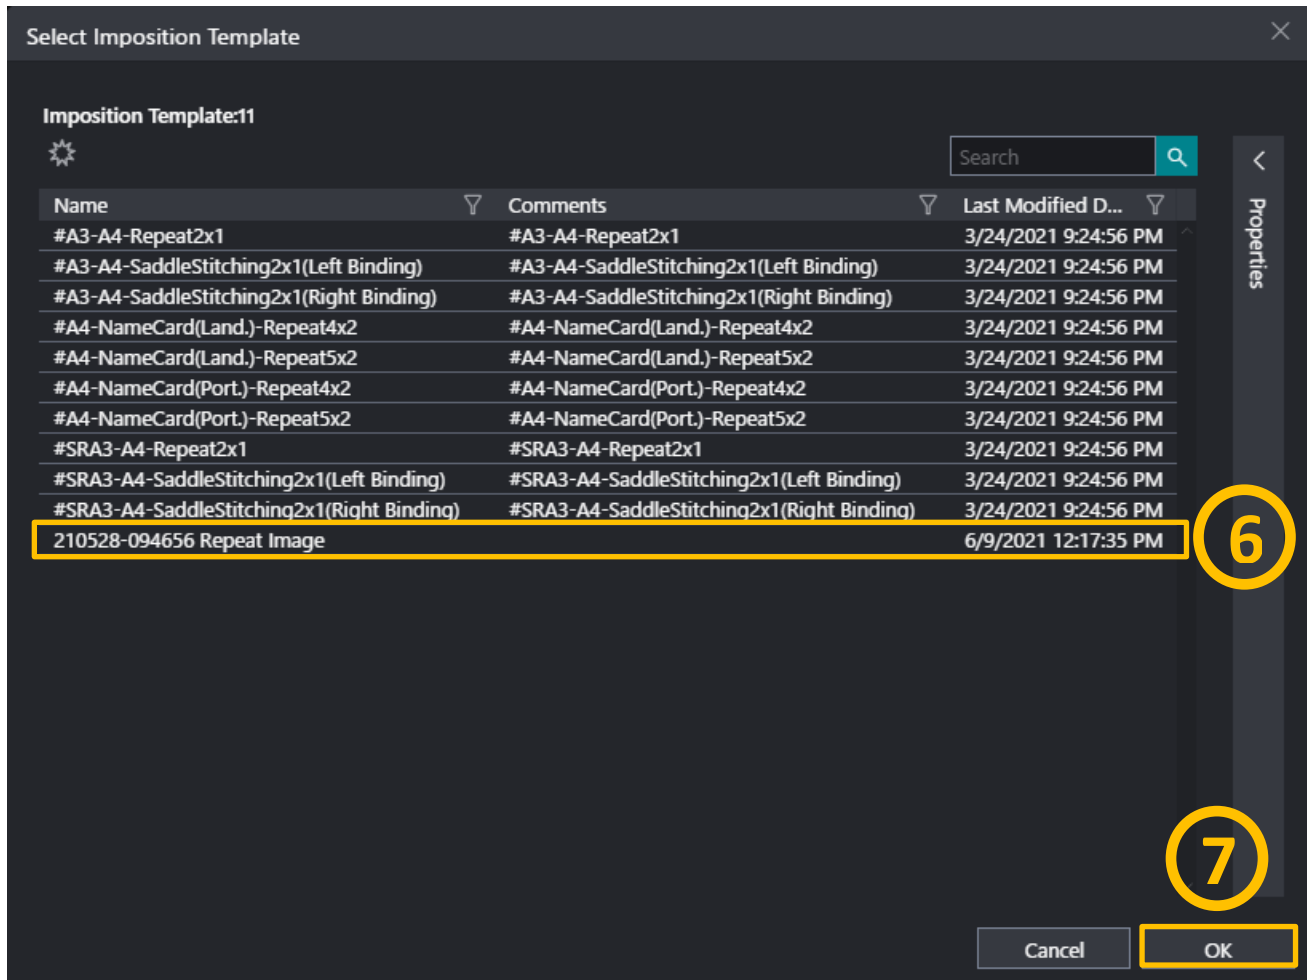 Select Imposition Template
Imposition Template:11
Search
Properties
Name Comments Last Modified D...
#A3-A4-Repeat2x1 #A3-A4-Repeat2x1 3/24/2021 9:24:56 PM
#A3-A4-SaddleStitching2x1(Left Binding) #A3-A4-SaddleStitching2x1(Left Binding) 3/24/2021 9:24:56 PM
#A3-A4-SaddleStitching2x1(Right Binding) #A3-A4-SaddleStitching2x1(Right Binding) 3/24/2021 9:24:56 PM
#A4-NameCard(Land.)-Repeat4x2 #A4-NameCard(Land.)-Repeat4x2 3/24/2021 9:24:56 PM
#A4-NameCard(Land.)-Repeat5x2 #A4-NameCard(Land.)-Repeat5x2 3/24/2021 9:24:56 PM
#A4-NameCard(Port.)-Repeat4x2 #A4-NameCard(Port.)-Repeat4x2 3/24/2021 9:24:56 PM
#A4-NameCard(Port.)-Repeat5x2 #A4-NameCard(Port.)-Repeat5x2 3/24/2021 9:24:56 PM
#SRA3-A4-Repeat2x1 #SRA3-A4-Repeat2x1 3/24/2021 9:24:56 PM
#SRA3-A4-SaddleStitching2x1(Left Binding) #SRA3-A4-SaddleStitching2x1(Left Binding) 3/24/2021 9:24:56 PM
#SRA3-A4-SaddleStitching2x1(Right Binding) #SRA3-A4-SaddleStitching2x1(Right Binding) 3/24/2021 9:24:56 PM
210528-094656 Repeat Image 6/9/2021 12:17:35 PM
6
7
Cancel OK